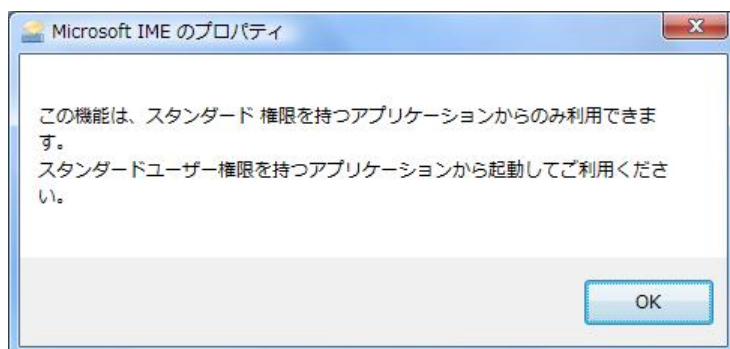 Microsoft IME のプロパティ
この機能は、スタンダード 権限を持つアプリケーションからのみ利用できま
す。
スタンダードユーザー権限を持つアプリケーションから起動してご利用くださ
い。
OK